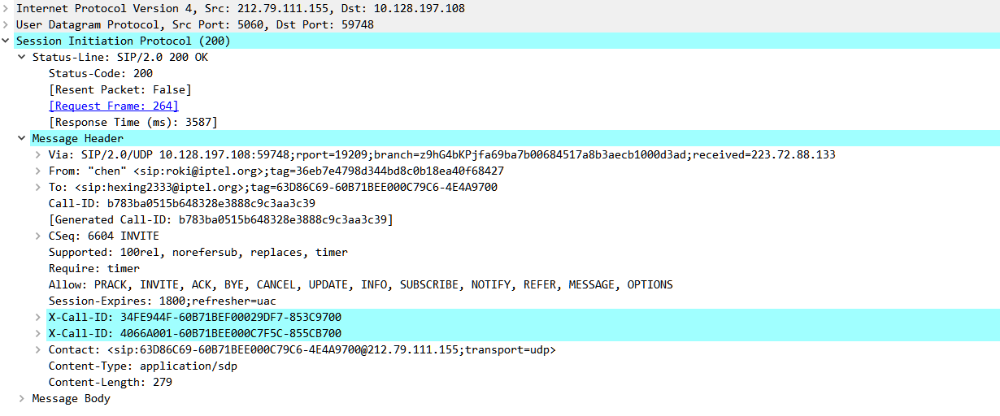 Internet Protocol Version 4, Src: 212.79.111.155, Dst: 10.128.197.108
User Datagram Protocol, Src Port: 5060, Dst Port: 59748
Session Initiation Protocol (200)
Status-Line: SIP/2.0 200 OK
Status-Code: 200
[Resent Packet: False]
[Request Frame: 264]
[Response Time (ms): 3587]
Message Header
Via: SIP/2.0/UDP 10.128.197.108:59748;rport=19209;branch=z9hG4bKPjfa69ba7b00684517a8b3aecb1000d3ad;received=223.72.88.133
From: "chen" <sip:roki@iptel.org>;tag=36eb7e4798d344bd8c0b18ea40f68427
To: <sip:hexing2333@iptel.org>;tag=63D86C69-60B71BEE000C79C6-4E4A9700
Call-ID: b783ba0515b648328e3888c9c3aa3c39
[Generated Call-ID: b783ba0515b648328e3888c9c3aa3c39]
CSeq: 6604 INVITE
Supported: 100rel, norefersub, replaces, timer
Require: timer
Allow: PRACK, INVITE, ACK, BYE, CANCEL, UPDATE, INFO, SUBSCRIBE, NOTIFY, REFER, MESSAGE, OPTIONS
Session-Expires: 1800;refresher=uac
X-Call-ID: 34FE944F-60B71BEF00029DF7-853C9700
X-Call-ID: 4066A001-60B71BEE000C7F5C-855CB700
Contact: <sip:63D86C69-60B71BEE000C79C6-4E4A9700@212.79.111.155;transport=udp>
Content-Type: application/sdp
Content-Length: 279
Message Body